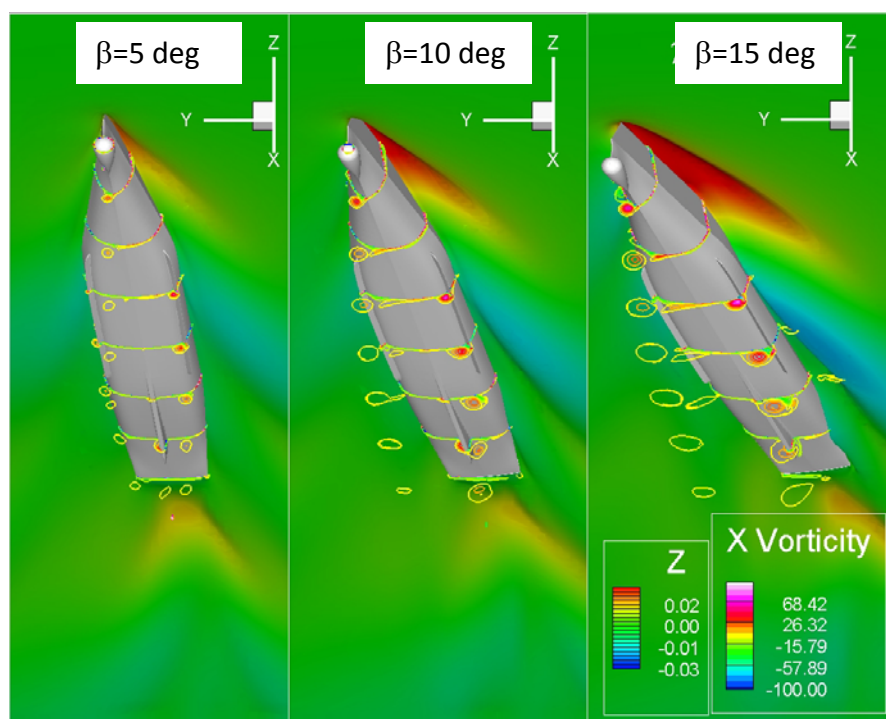 β=5 deg
Z
Y
X
β=10 deg
Z
Y
X
β=15 deg
Z
Y
X
Z
0.02
0.00
-0.01
-0.03
X Vorticity
68.42
26.32
-15.79
-57.89
-100.00